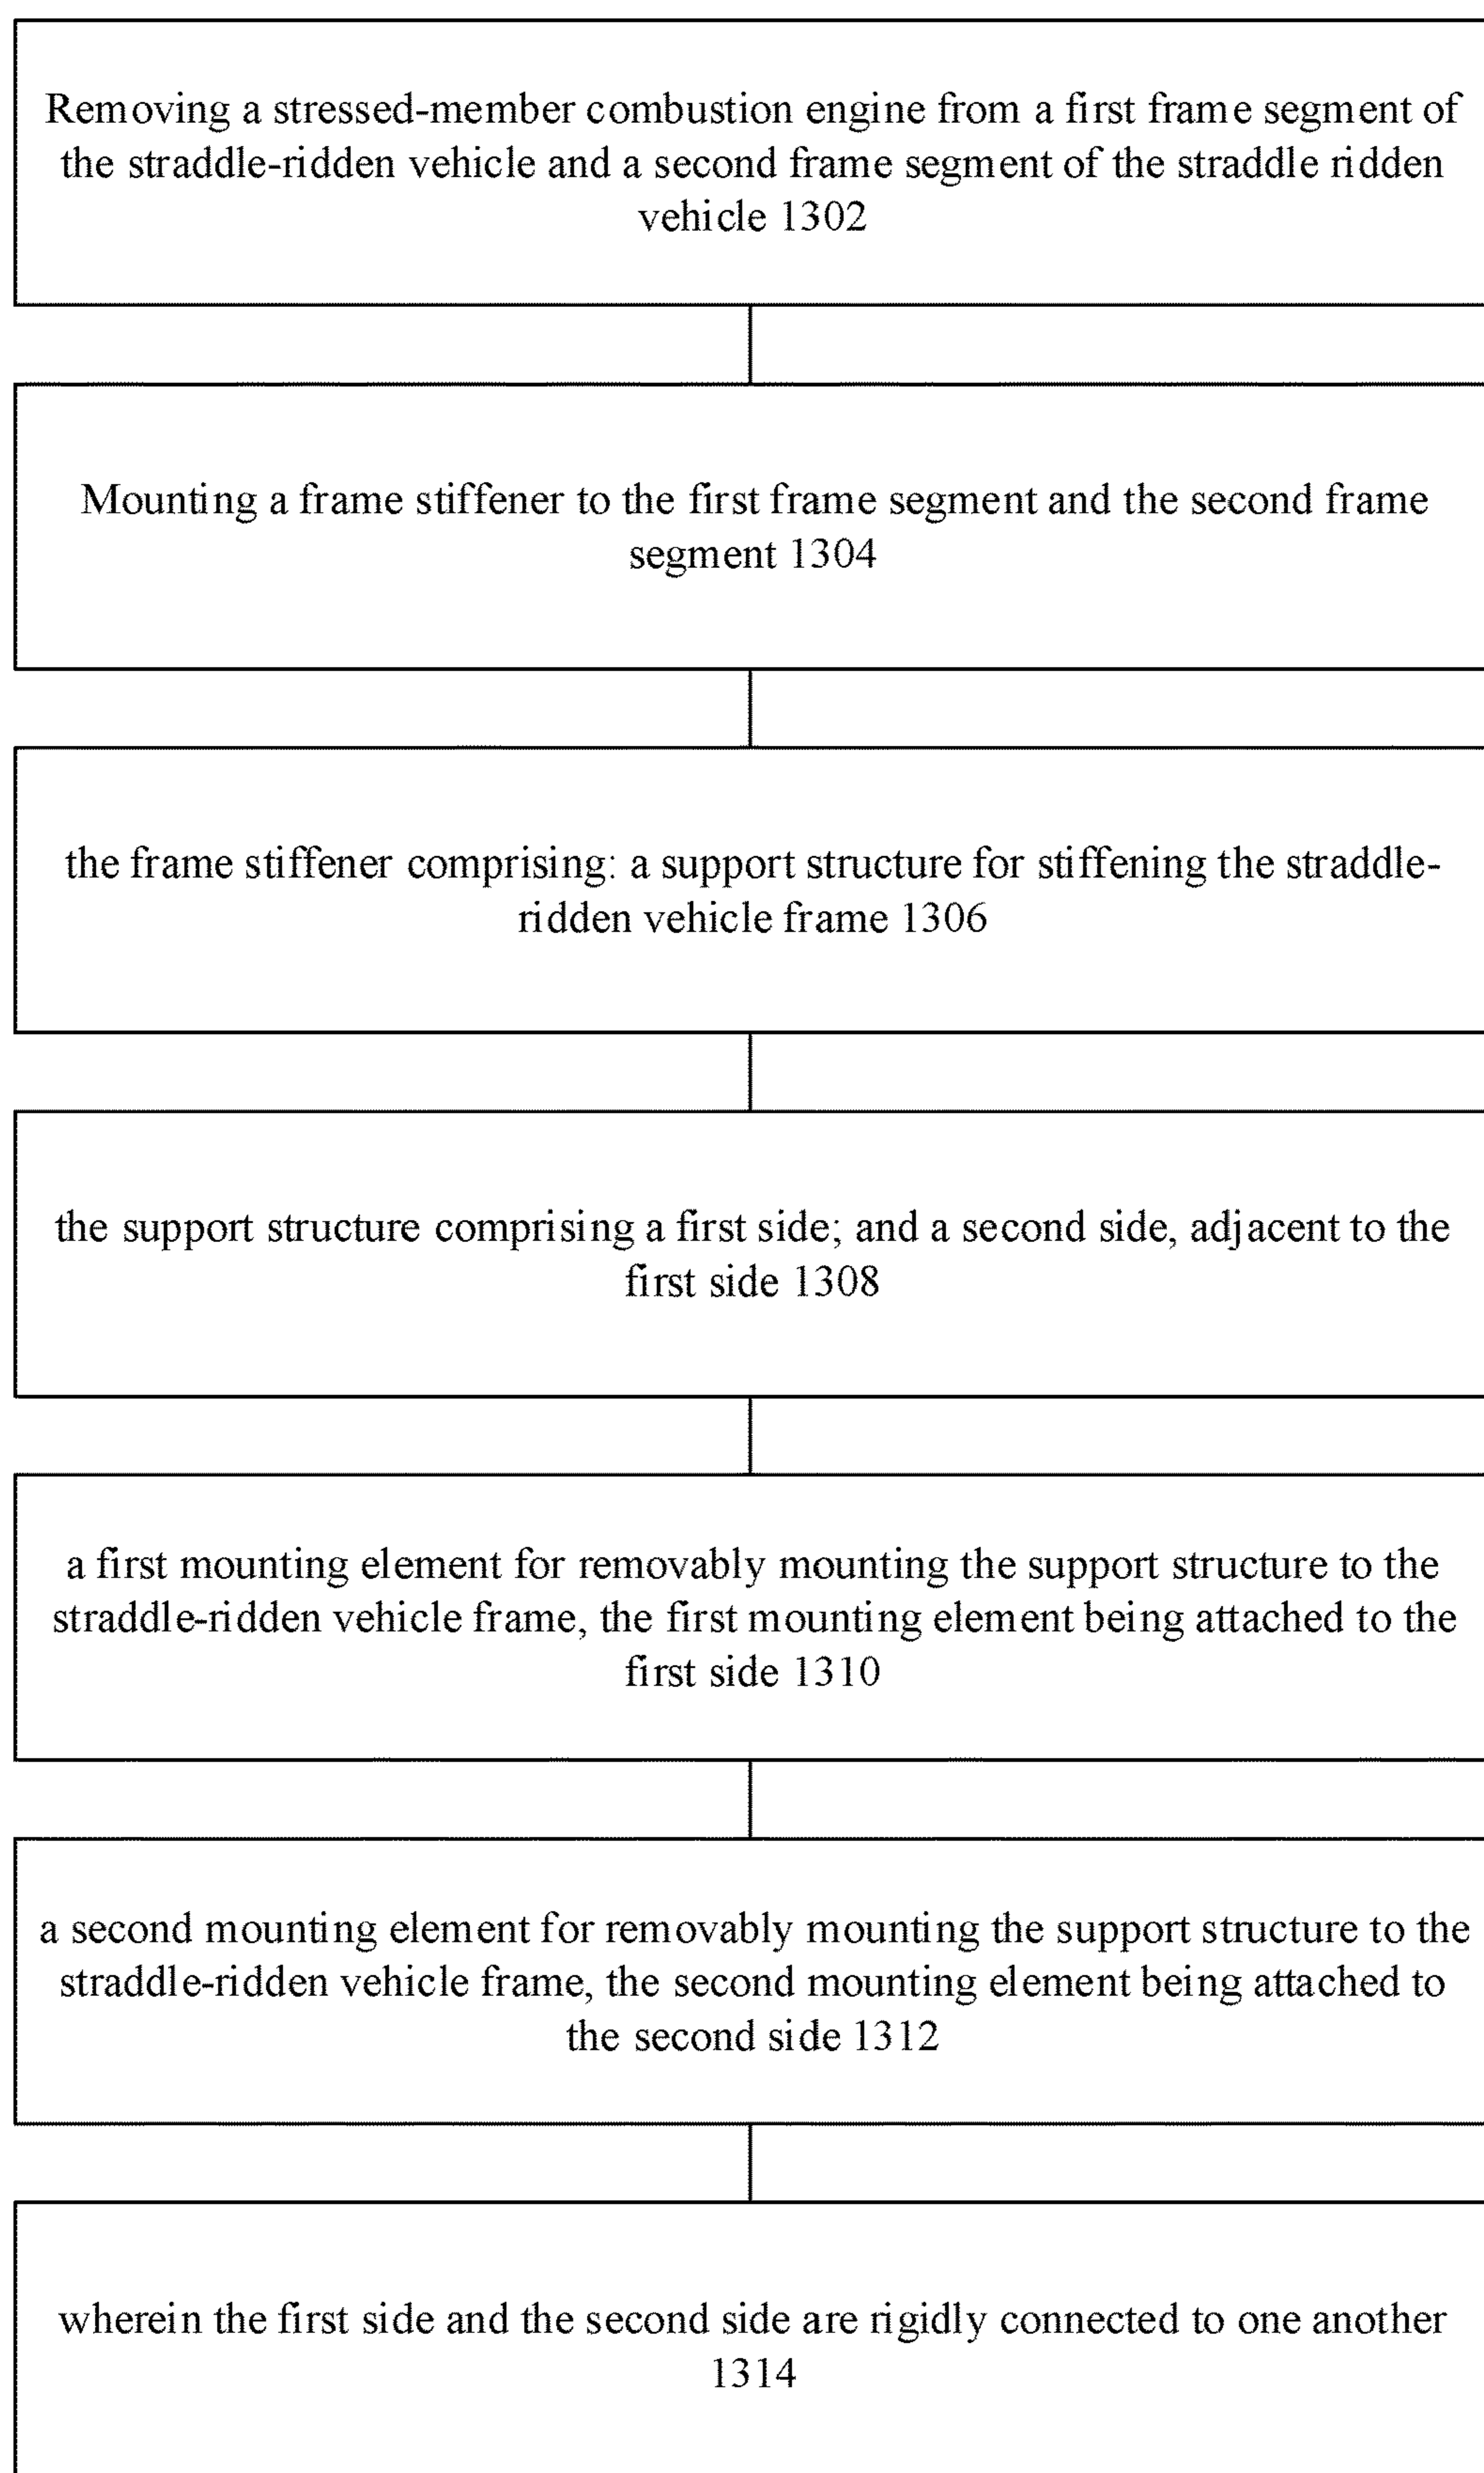 Removing a stressed-member combustion engine from a first frame segment of
the straddle-ridden vehicle and a second frame segment of the straddle ridden
vehicle 1302
Mounting a frame stiffener to the first frame segment and the second frame
segment 1304
the frame stiffener comprising: a support structure for stiffening the straddle-
ridden vehicle frame 1306
the support structure comprising a first side; and a second side, adjacent to the
first side 1308
a first mounting element for removably mounting the support structure to the
straddle-ridden vehicle frame, the first mounting element being attached to the
first side 1310
a second mounting element for removably mounting the support structure to the
straddle-ridden vehicle frame, the second mounting element being attached to
the second side 1312
wherein the first side and the second side are rigidly connected to one another
1314